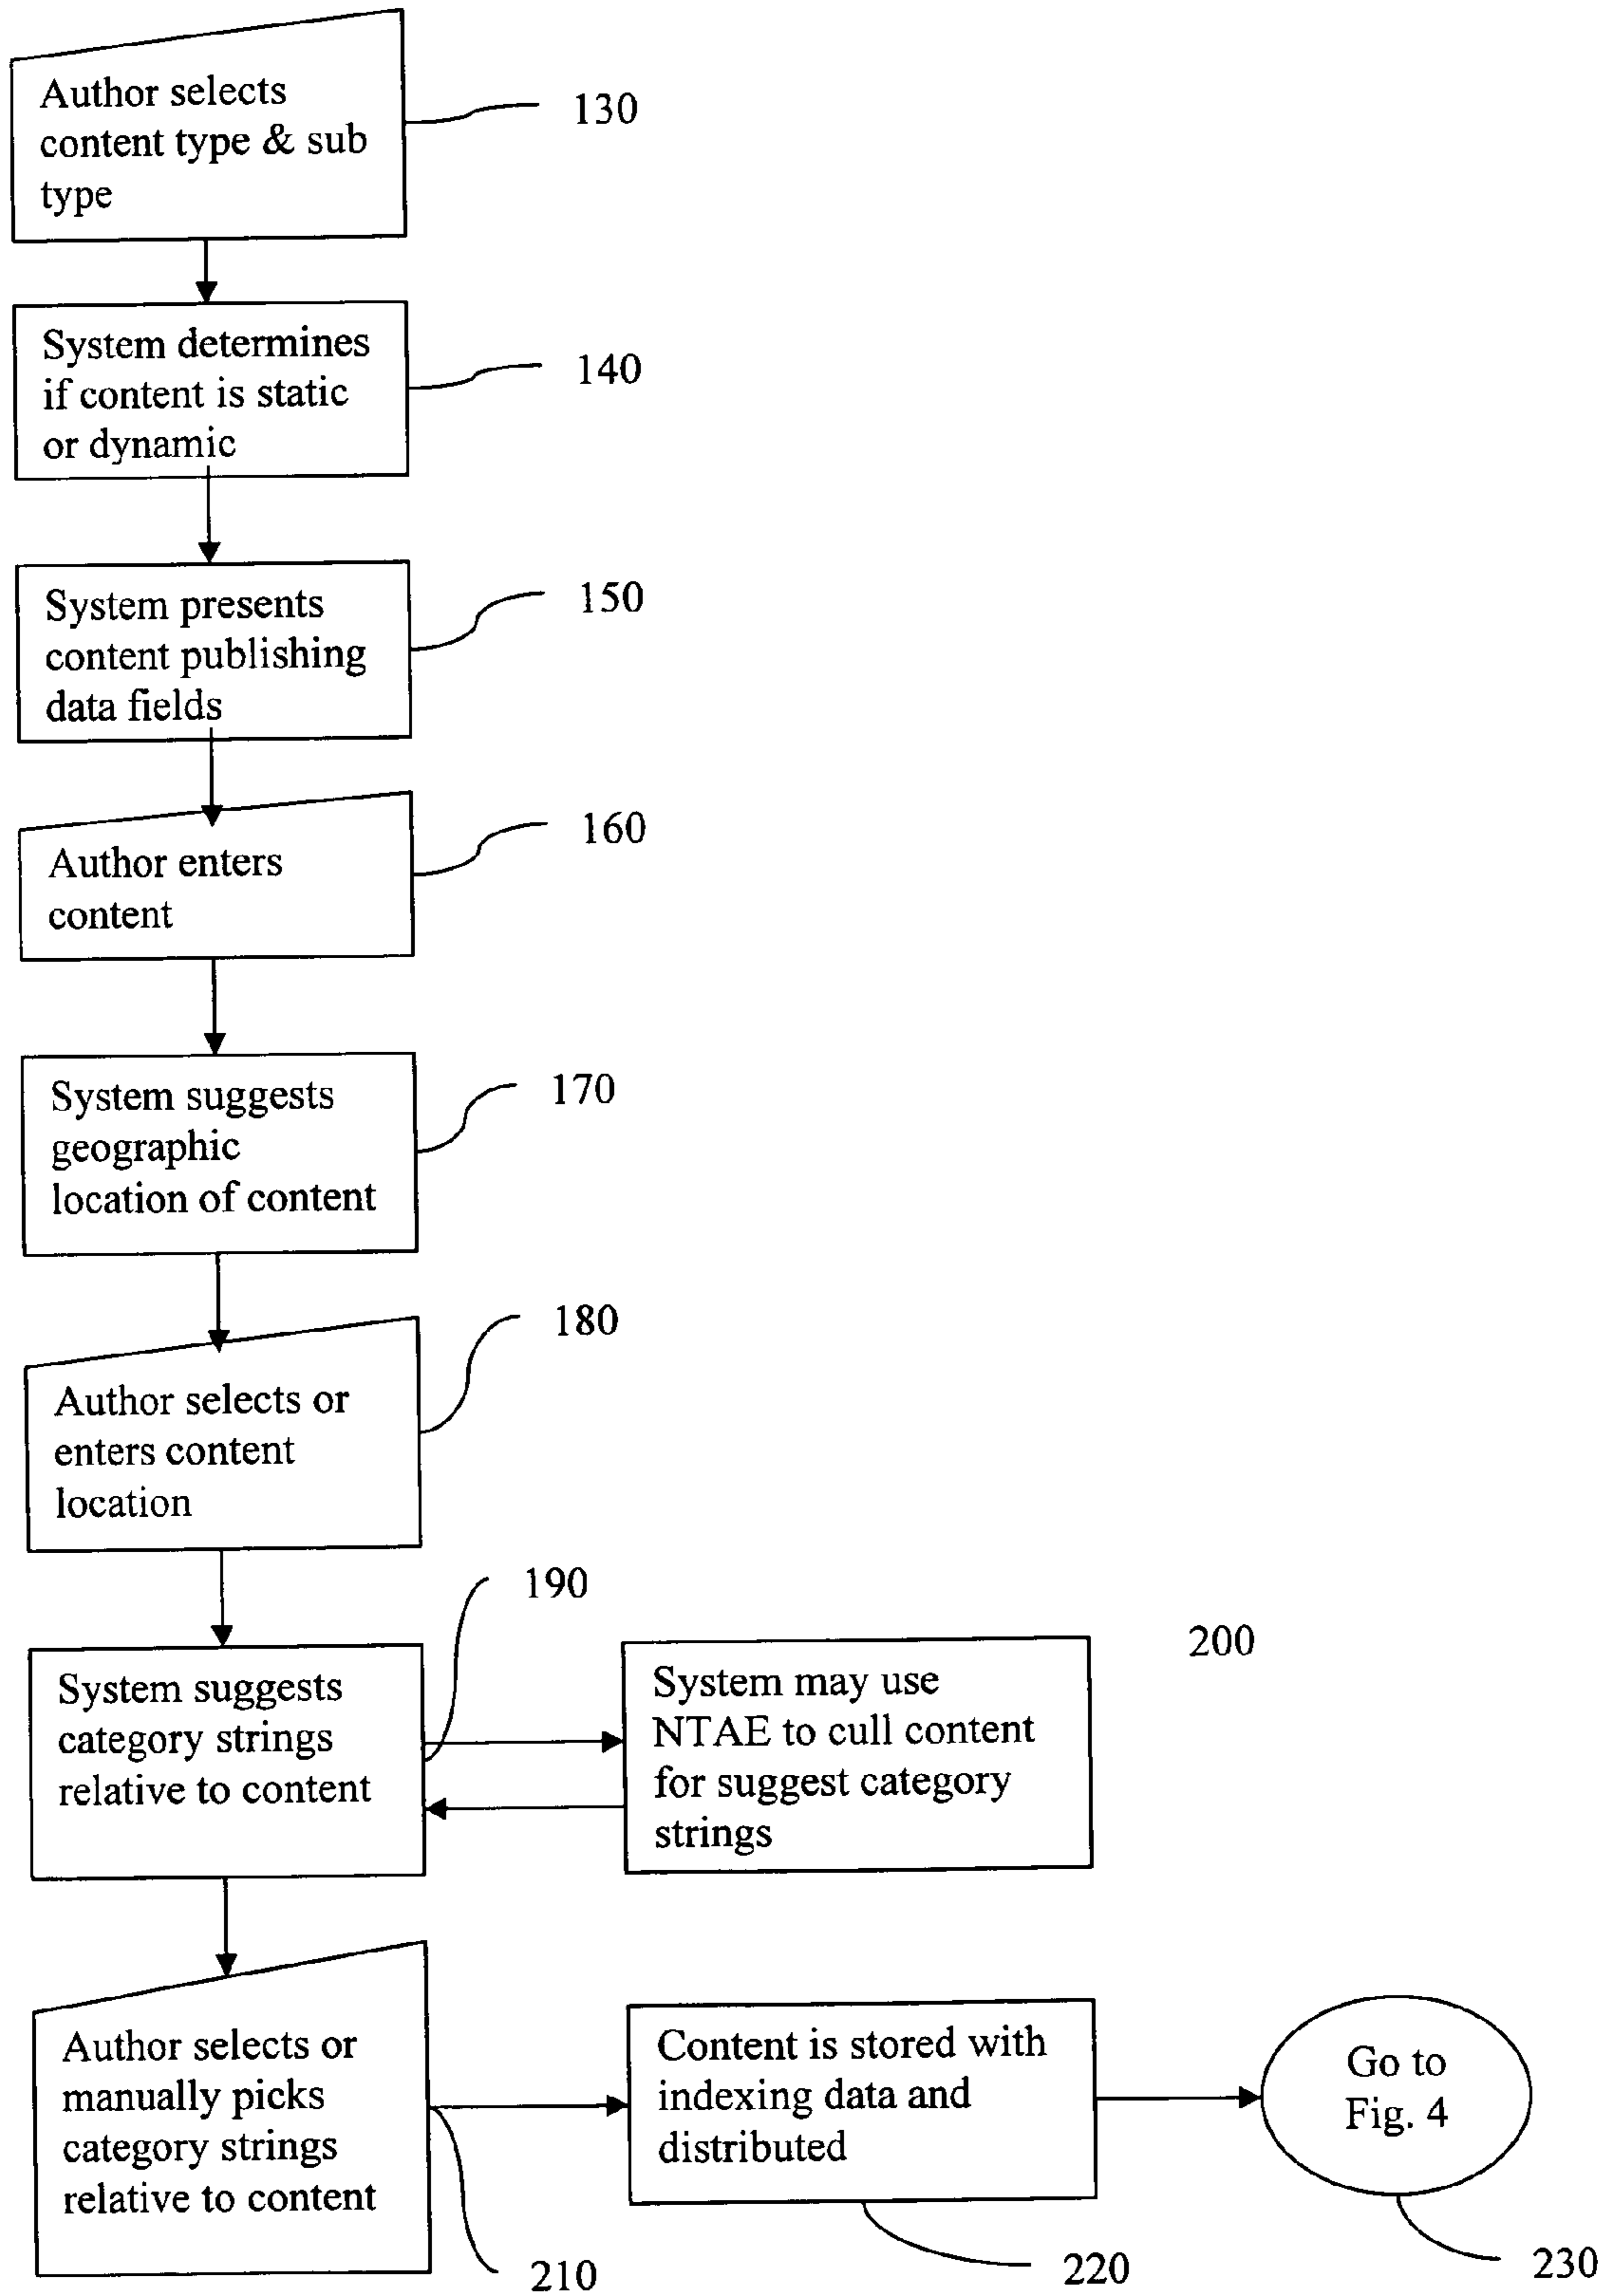 Author selects
content type & sub
type
130
System determines
if content is static
or dynamic
140
System presents
content publishing
data fields
150
Author enters
content
160
System suggests
geographic
location of content
170
Author selects or
enters content
location
180
190
System suggests
category strings
relative to content
200
System may use
NTAE to cull content
for suggest category
strings
Author selects or
manually picks
category strings
relative to content
210
Content is stored with
indexing data and
distributed
220
Go to
Fig. 4
230